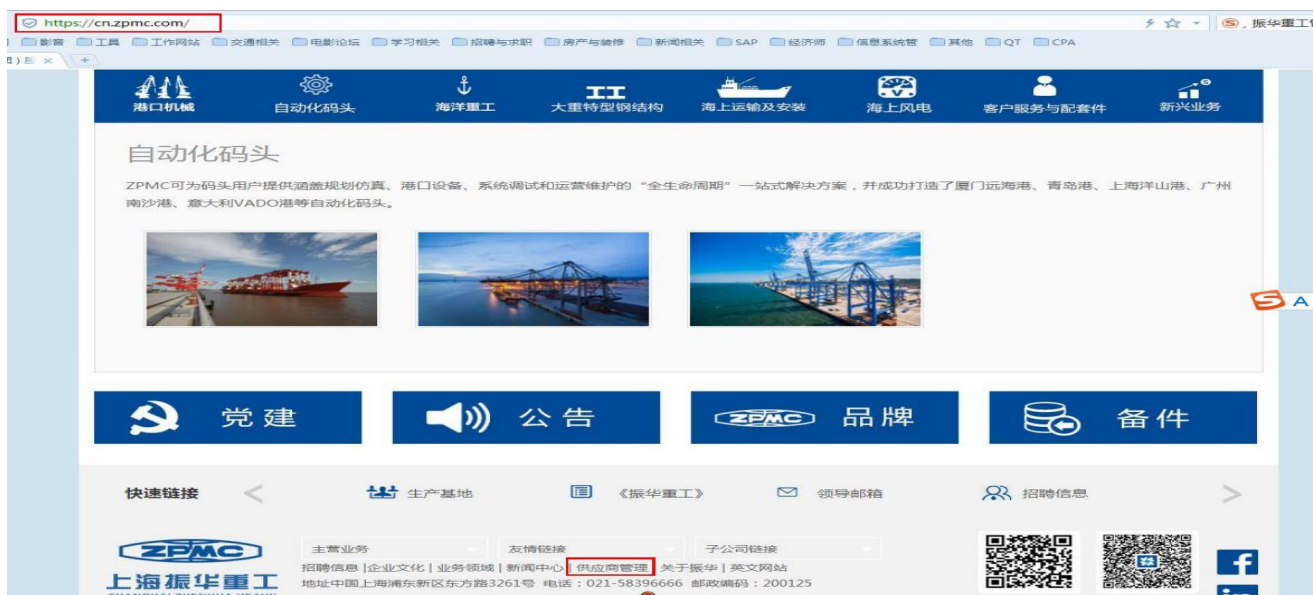 https://cn.zpmc.com/
振华重工
影音 工具 工作网站 交通相关 电影论坛 学习相关 招聘与求职 房产与装修 新闻相关 SAP 经济师 信息系统管 其他 QT CPA
港口机械 自动化码头 海洋重工 大重特型钢结构 海上运输及安装 海上风电 客户服务与配套件 新兴业务
自动化码头
ZPMC可为码头用户提供涵盖规划仿真、港口设备、系统调试和运营维护的“全生命周期”一站式解决方案，并成功打造了厦门远海港、青岛港、上海洋山港、广州
南沙港、意大利VADO港等自动化码头。
党建 公告 ZPMC 品牌 备件
快速链接 生产基地 《振华重工》 领导邮箱 招聘信息
ZPMC
上海振华重工
主营业务 友情链接 子公司链接
招聘信息|企业文化|业务领域|新闻中心|供应商管理|关于振华|英文网站
地址中国上海浦东新区东方路3261号 电话：021-58396666 邮政编码：200125